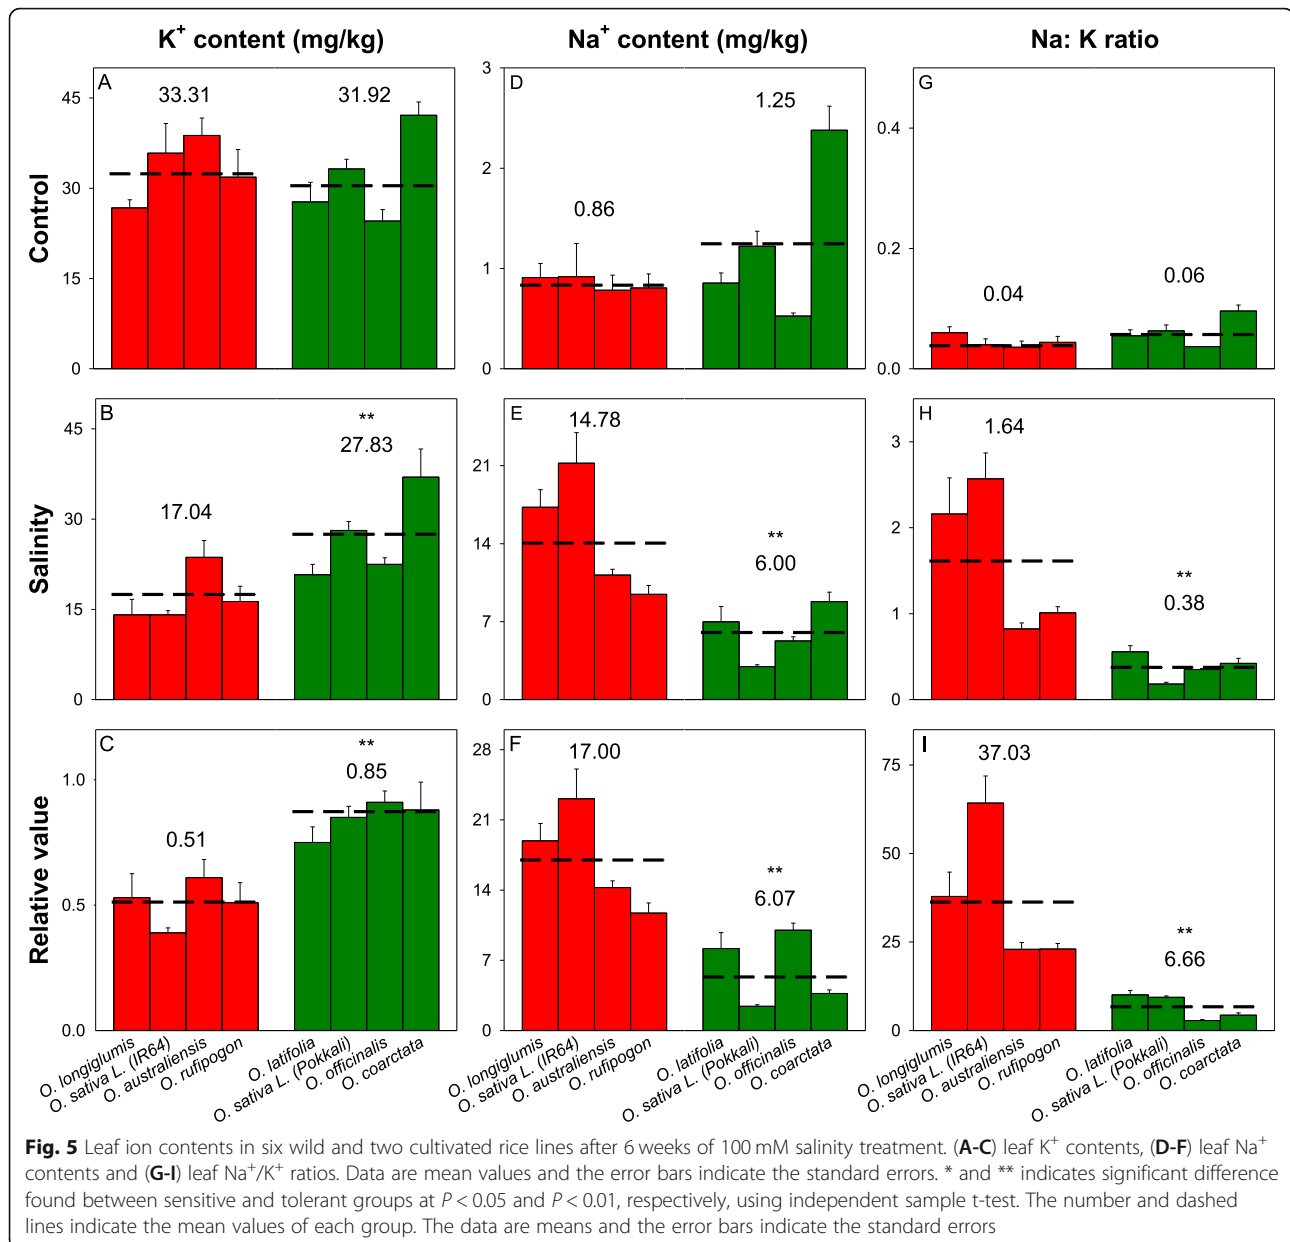 K⁺ content (mg/kg)
Na⁺ content (mg/kg)
Na: K ratio
Control
A
33.31
31.92
45
30
15
0
D
0.86
1.25
3
2
1
0
G
0.04
0.06
0.4
0.2
0.0
Salinity
B
17.04
**
27.83
45
30
15
0
E
14.78
**
6.00
21
14
7
0
H
1.64
**
0.38
3
2
1
0
Relative value
C
0.51
**
0.85
1.0
0.5
0.0
F
17.00
**
6.07
28
21
14
7
0
I
37.03
**
6.66
75
50
25
0
O. longiglumis
O. sativa L. (IR64)
O. australiensis
O. rufipogon
O. latifolia
O. sativa L. (Pokkali)
O. officinalis
O. coarctata
O. longiglumis
O. sativa L. (IR64)
O. australiensis
O. rufipogon
O. latifolia
O. sativa L. (Pokkali)
O. officinalis
O. coarctata
O. longiglumis
O. sativa L. (IR64)
O. australiensis
O. rufipogon
O. latifolia
O. sativa L. (Pokkali)
O. officinalis
O. coarctata
Fig. 5 Leaf ion contents in six wild and two cultivated rice lines after 6 weeks of 100 mM salinity treatment. (A-C) leaf K⁺ contents, (D-F) leaf Na⁺
contents and (G-I) leaf Na⁺/K⁺ ratios. Data are mean values and the error bars indicate the standard errors. * and ** indicates significant difference
found between sensitive and tolerant groups at P < 0.05 and P < 0.01, respectively, using independent sample t-test. The number and dashed
lines indicate the mean values of each group. The data are means and the error bars indicate the standard errors